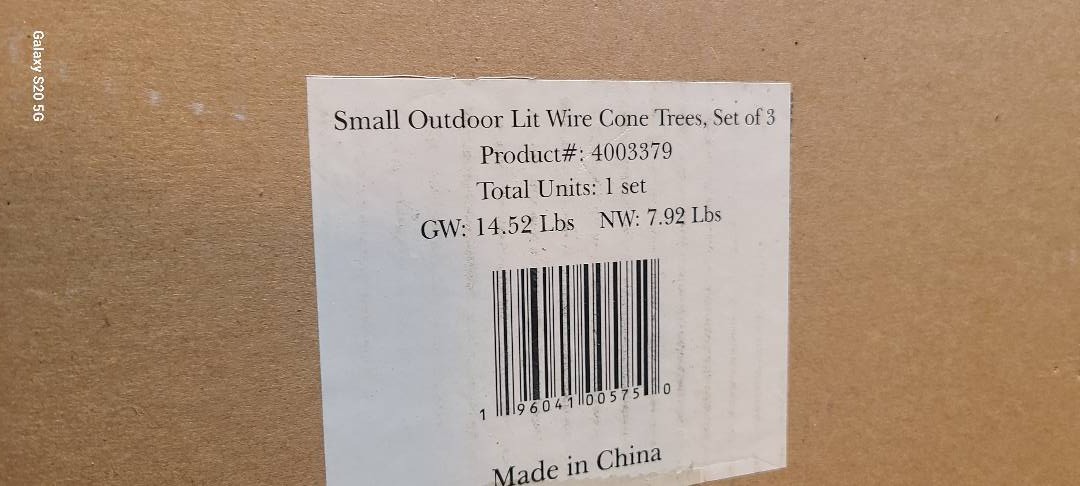 Galaxy S20 5G
Small Outdoor Lit Wire Cone Trees, Set of 3
Product#: 4003379
Total Units: 1 set
GW: 14.52 Lbs NW: 7.92 Lbs
1 96041 00575 0
Made in China